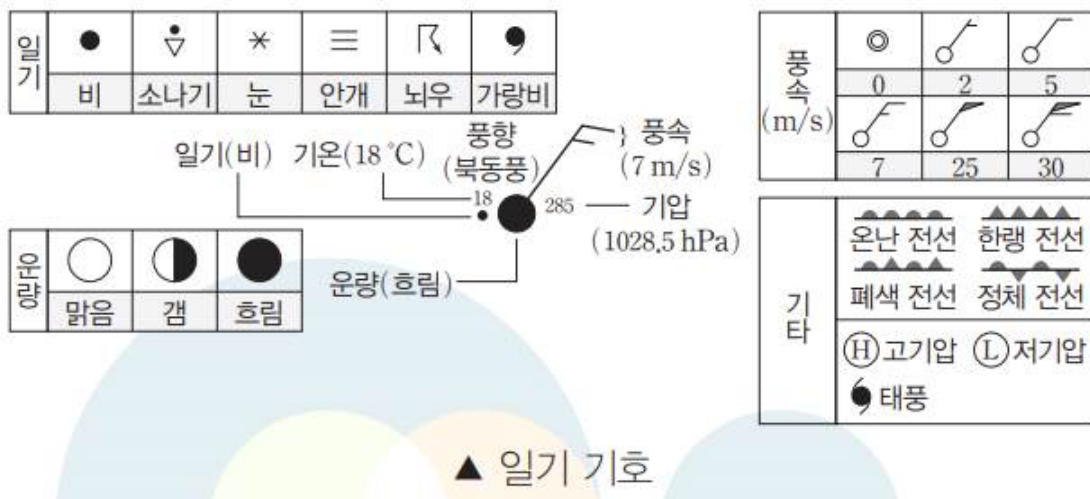 일기
비 소나기 눈 안개 뇌우 가랑비
일기(비) 기온(18 ℃) 풍향
(북동풍)
풍속
(7 m/s)
18
285
기압
(1028.5 hPa)
운량(흐림)
운량
맑음 갬 흐림
풍속
(m/s)
0 2 5
7 25 30
기타
온난 전선 한랭 전선
폐색 전선 정체 전선
H 고기압 L 저기압
태풍
▲ 일기 기호